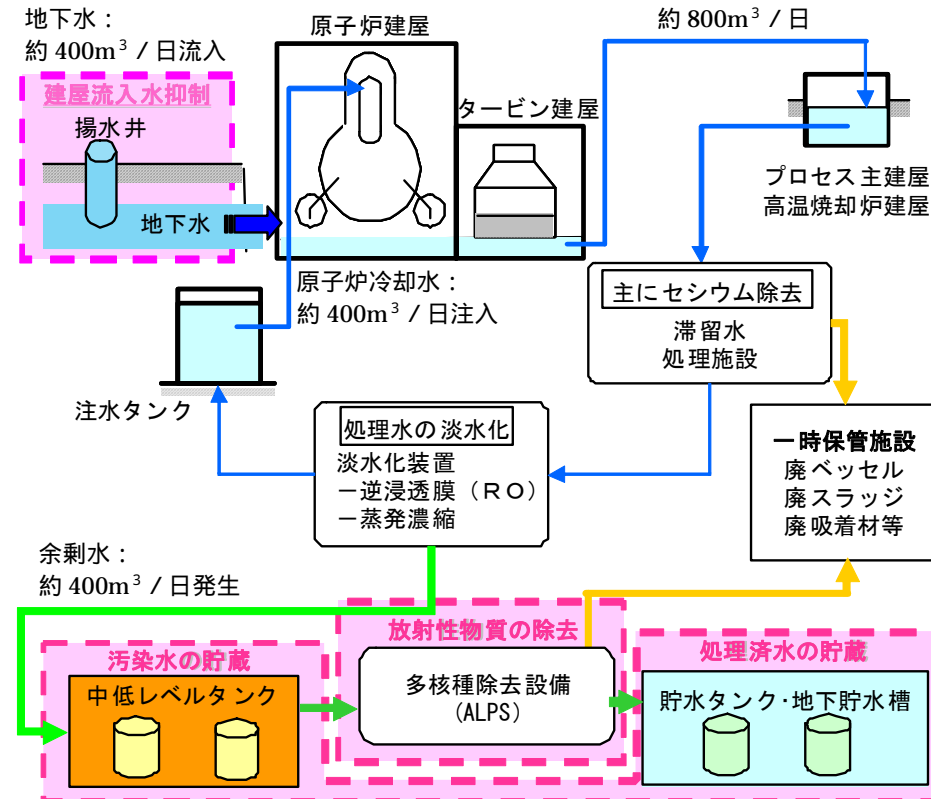 地下水：
約 400m³ / 日流入
原子炉建屋
約 800m³ / 日
建屋流入水抑制
揚水井
地下水
タービン建屋
プロセス主建屋
高温焼却炉建屋
原子炉冷却水：
約 400m³ / 日注入
主にセシウム除去
滞留水
処理施設
注水タンク
処理水の淡水化
淡水化装置
－逆浸透膜（ＲＯ）
－蒸発濃縮
一時保管施設
廃ベッセル
廃スラッジ
廃吸着材等
余剰水：
約 400m³ / 日発生
放射性物質の除去
汚染水の貯蔵
処理済水の貯蔵
中低レベルタンク
多核種除去設備
(ALPS)
貯水タンク・地下貯水槽